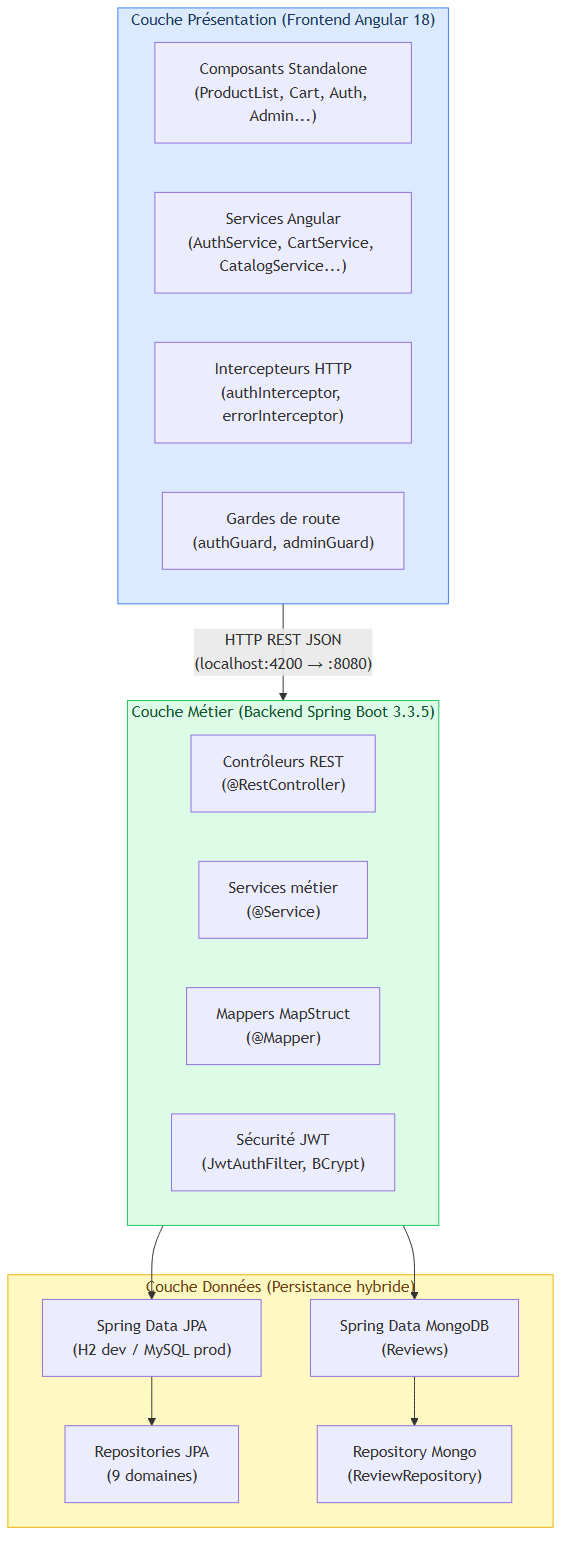 Couche Présentation (Frontend Angular 18)
Composants Standalone
(ProductList, Cart, Auth,
Admin...)
Services Angular
(AuthService, CartService,
CatalogService...)
Intercepteurs HTTP
(authInterceptor,
errorInterceptor)
Gardes de route
(authGuard, adminGuard)
HTTP REST JSON
(localhost:4200 → :8080)
Couche Métier (Backend Spring Boot 3.3.5)
Contrôleurs REST
(@RestController)
Services métier
(@Service)
Mappers MapStruct
(@Mapper)
Sécurité JWT
(JwtAuthFilter, BCrypt)
Couche Données (Persistance hybride)
Spring Data JPA
(H2 dev / MySQL prod)
Spring Data MongoDB
(Reviews)
Repositories JPA
(9 domaines)
Repository Mongo
(ReviewRepository)